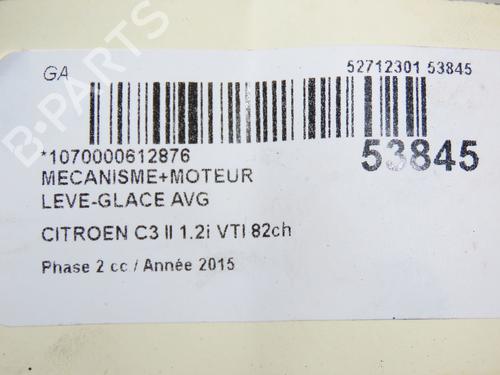 GA
52712301 53845
*1070000612876
53845
MECANISME+MOTEUR
LEVE-GLACE AVG
CITROEN C3 II 1.2i VTI 82ch
Phase 2 cc / Année 2015
B-PARTS